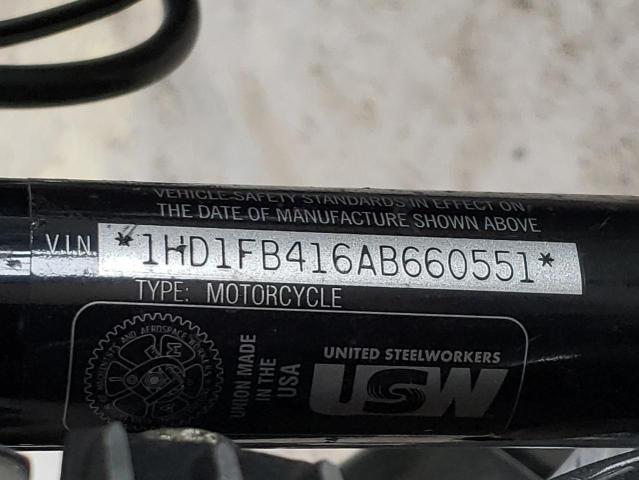 VEHICLE SAFETY STANDARDS IN EFFECT ON
THE DATE OF MANUFACTURE SHOWN ABOVE
VIN *1HD1FB416AB660551*
TYPE: MOTORCYCLE
UNION MADE
IN THE
USA
UNITED STEELWORKERS
USW